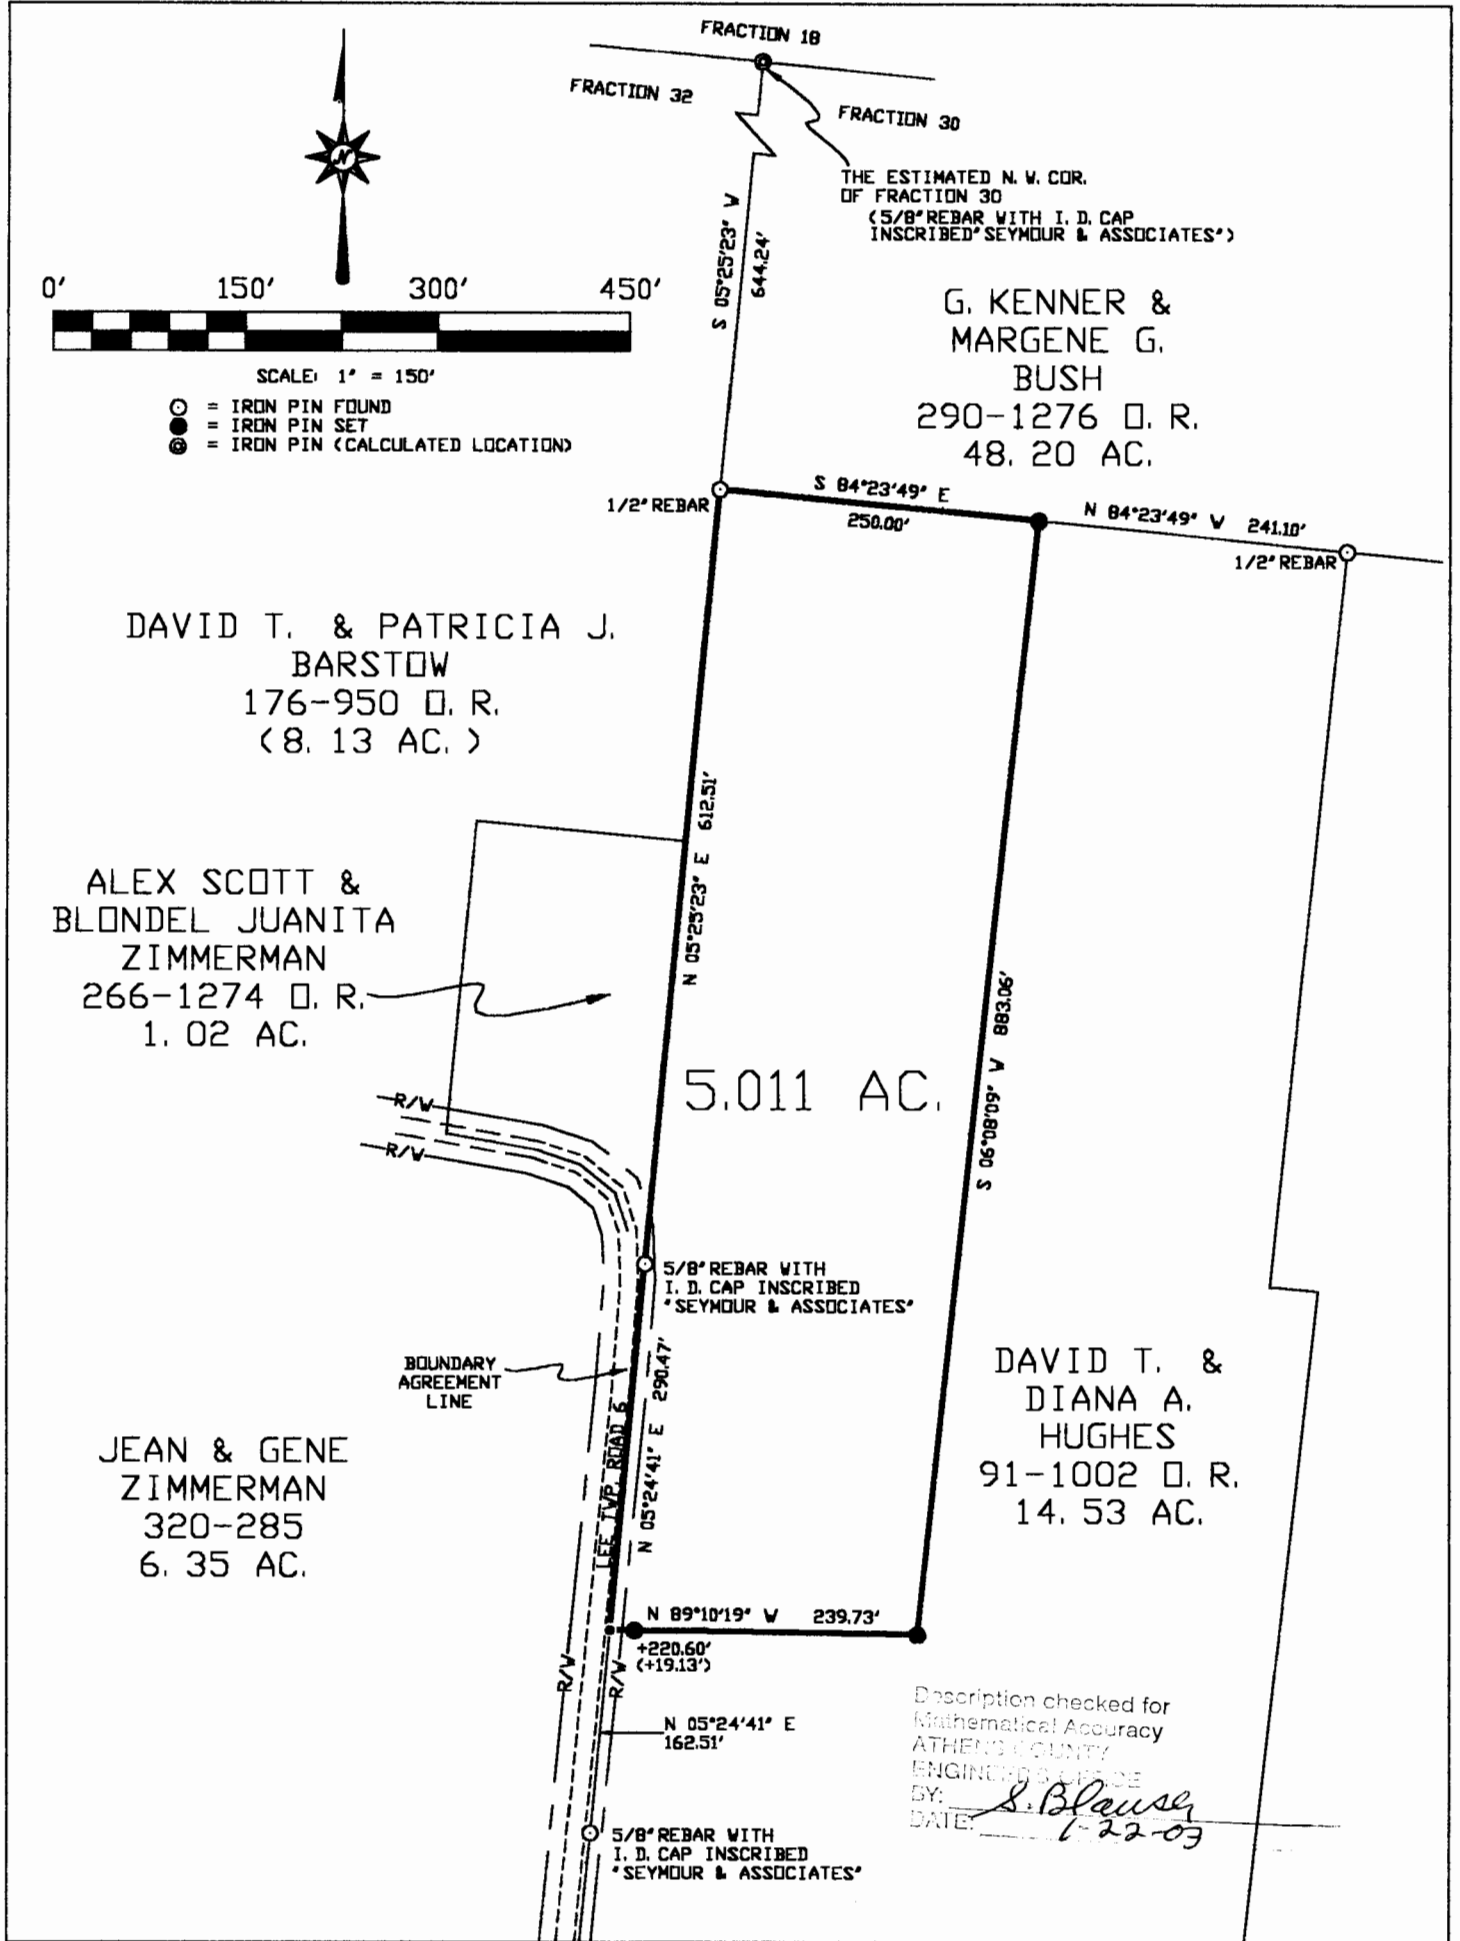 FRACTION 18
FRACTION 32
FRACTION 30
THE ESTIMATED N. W. COR.
OF FRACTION 30
(5/8" REBAR WITH I. D. CAP
INSCRIBED "SEYMOUR & ASSOCIATES")
N
0' 150' 300' 450'
SCALE: 1" = 150'
= IRON PIN FOUND
= IRON PIN SET
= IRON PIN (CALCULATED LOCATION)
S 05°25'23" W
644.24'
G. KENNER &
MARGENE G.
BUSH
290-1276 O. R.
48. 20 AC.
1/2" REBAR
S 84°23'49" E
250.00'
N 84°23'49" W 241.10'
1/2" REBAR
DAVID T. & PATRICIA J.
BARSTOW
176-950 O. R.
(8. 13 AC. )
N 05°25'23" E 612.51'
ALEX SCOTT &
BLONDEL JUANITA
ZIMMERMAN
266-1274 O. R.
1. 02 AC.
5.011 AC.
S 06°08'09" W 883.06'
R/W
R/W
5/8" REBAR WITH
I. D. CAP INSCRIBED
"SEYMOUR & ASSOCIATES"
BOUNDARY
AGREEMENT
LINE
LEE TWP. ROAD 6
N 05°24'41" E 290.47'
DAVID T. &
DIANA A.
HUGHES
91-1002 O. R.
14. 53 AC.
JEAN & GENE
ZIMMERMAN
320-285
6. 35 AC.
N 89°10'19" W 239.73'
+220.60'
(+19.13')
R/W
R/W
N 05°24'41" E
162.51'
5/8" REBAR WITH
I. D. CAP INSCRIBED
"SEYMOUR & ASSOCIATES"
Description checked for
Mathematical Accuracy
ATHENS COUNTY
ENGINEER'S OFFICE
BY: S. Blauser
DATE: 1-22-03